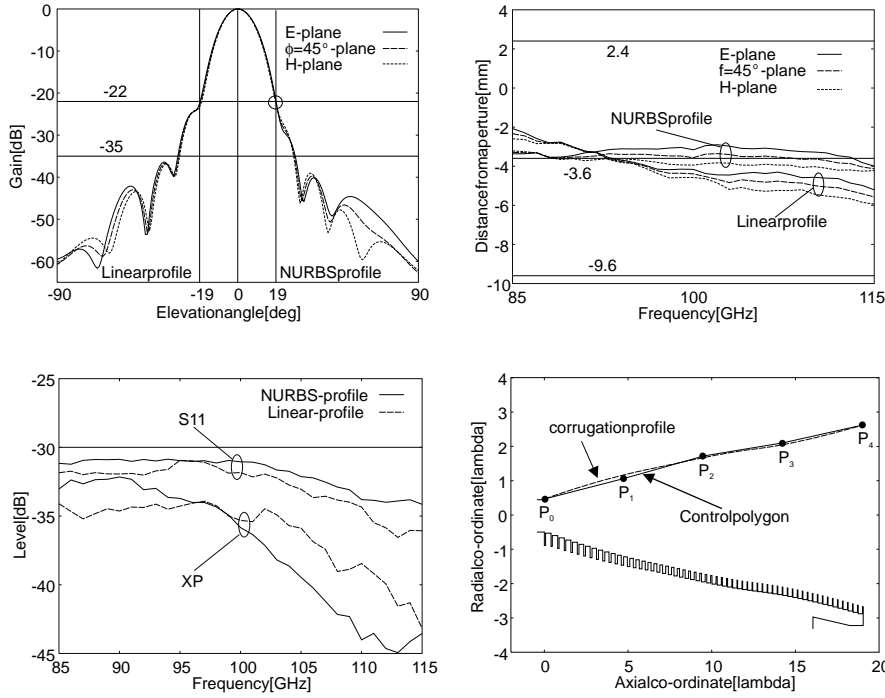 0
-10
-20
-30
-40
-50
-60
Gain[dB]
E-plane
ϕ=45°-plane
H-plane
-22
-35
Linearprofile
NURBSprofile
-90
-19
0
19
90
Elevationangle[deg]
4
2
0
-2
-4
-6
-8
-10
Distancefromaperture[mm]
2.4
E-plane
f=45°-plane
H-plane
NURBSprofile
-3.6
Linearprofile
-9.6
85
100
115
Frequency[GHz]
-25
-30
-35
-40
-45
Level[dB]
NURBS-profile
Linear-profile
S11
XP
85
90
95
100
105
110
115
Frequency[GHz]
4
3
2
1
0
-1
-2
-3
-4
Radialco-ordinate[lambda]
corrugationprofile
P0
P1
P2
P3
P4
Controlpolygon
0
5
10
15
20
Axialco-ordinate[lambda]